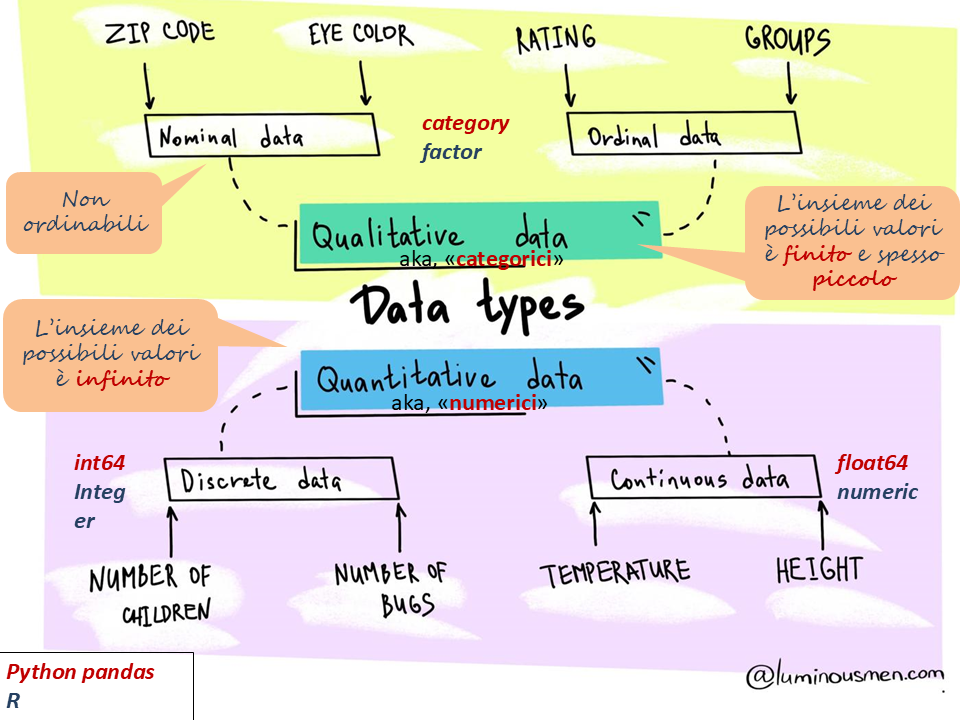 ZIP CODE
EYE COLOR
RATING
GROUPS
Nominal data
category
factor
Ordinal data
Non
ordinabili
Qualitative data
aka, «categorici»
L'insieme dei
possibili valori
è finito e spesso
piccolo
Data types
L'insieme dei
possibili valori
è infinito
Quantitative data
aka, «numerici»
int64
Integ
er
Discrete data
Continuous data
float64
numeric
NUMBER OF
CHILDREN
NUMBER OF
BUGS
TEMPERATURE
HEIGHT
Python pandas
R
@luminousmen.com